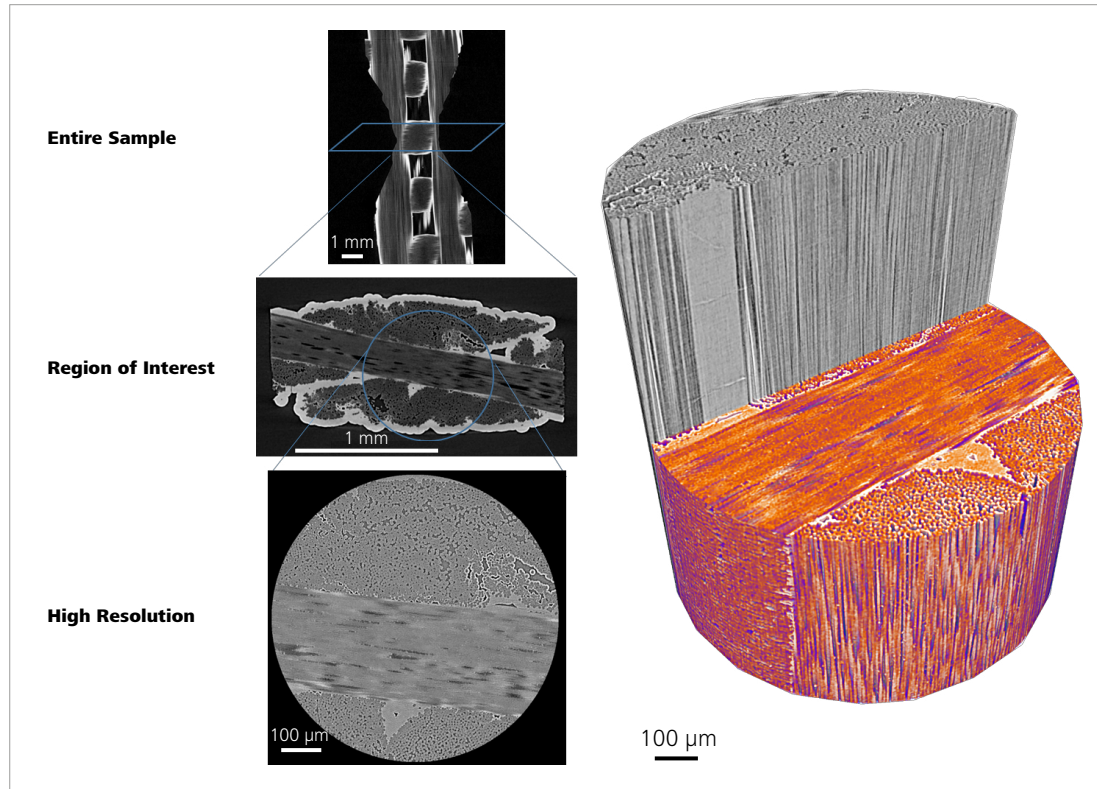 Entire Sample
1 mm
Region of Interest
1 mm
High Resolution
100 µm
100 µm